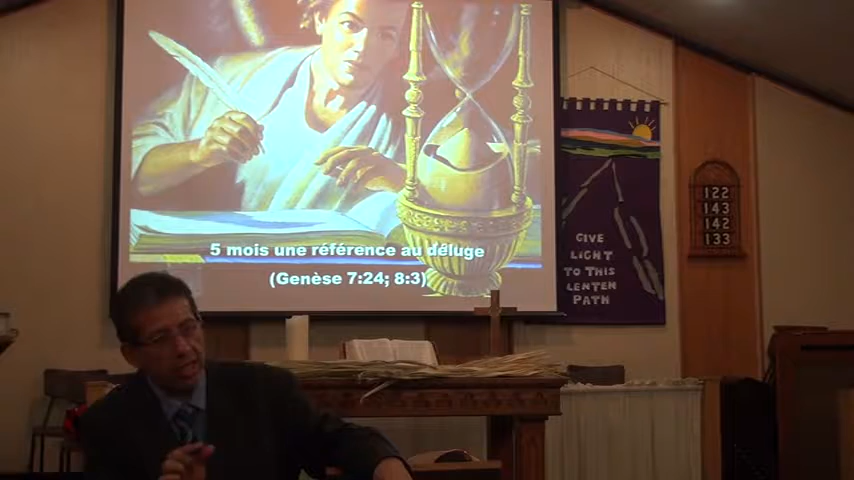 5 mois une référence au déluge
(Genèse 7:24; 8:3)
GIVE
LIGHT
TO THIS
LENTEN
PATH
122
143
142
133